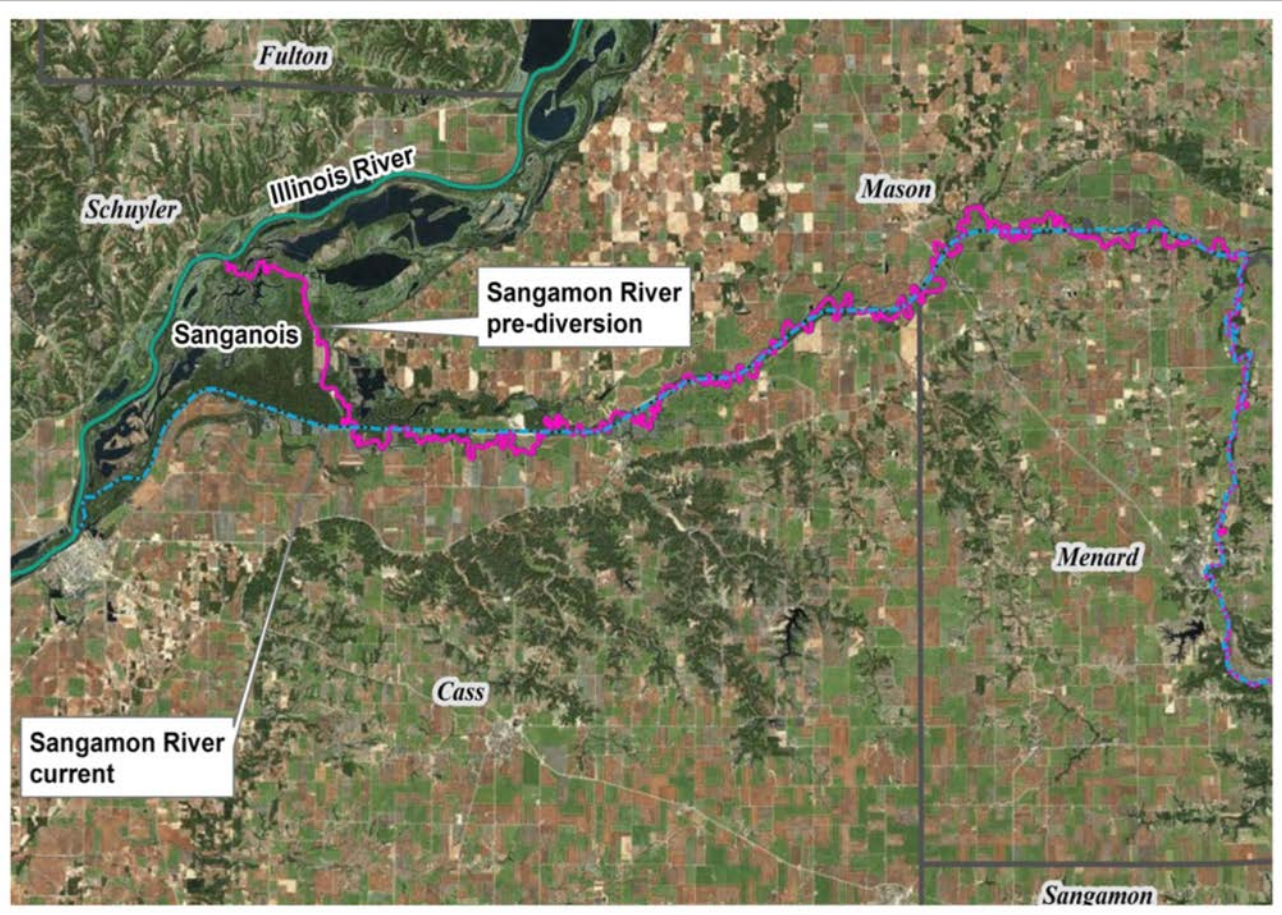 Fulton
Illinois River
Schuyler
Mason
Sangamon River
pre-diversion
Sanganois
Menard
Cass
Sangamon River
current
Sangamon